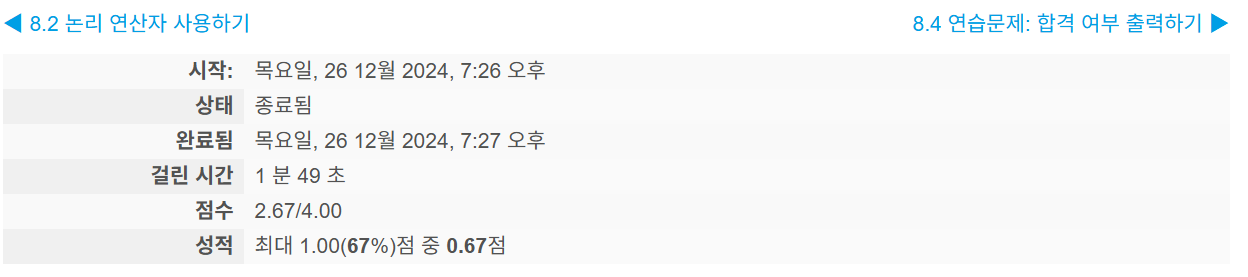 ◀ 8.2 논리 연산자 사용하기
8.4 연습문제: 합격 여부 출력하기 ▶
시작: 목요일, 26 12월 2024, 7:26 오후
상태 종료됨
완료됨 목요일, 26 12월 2024, 7:27 오후
걸린 시간 1 분 49 초
점수 2.67/4.00
성적 최대 1.00(67%)점 중 0.67점